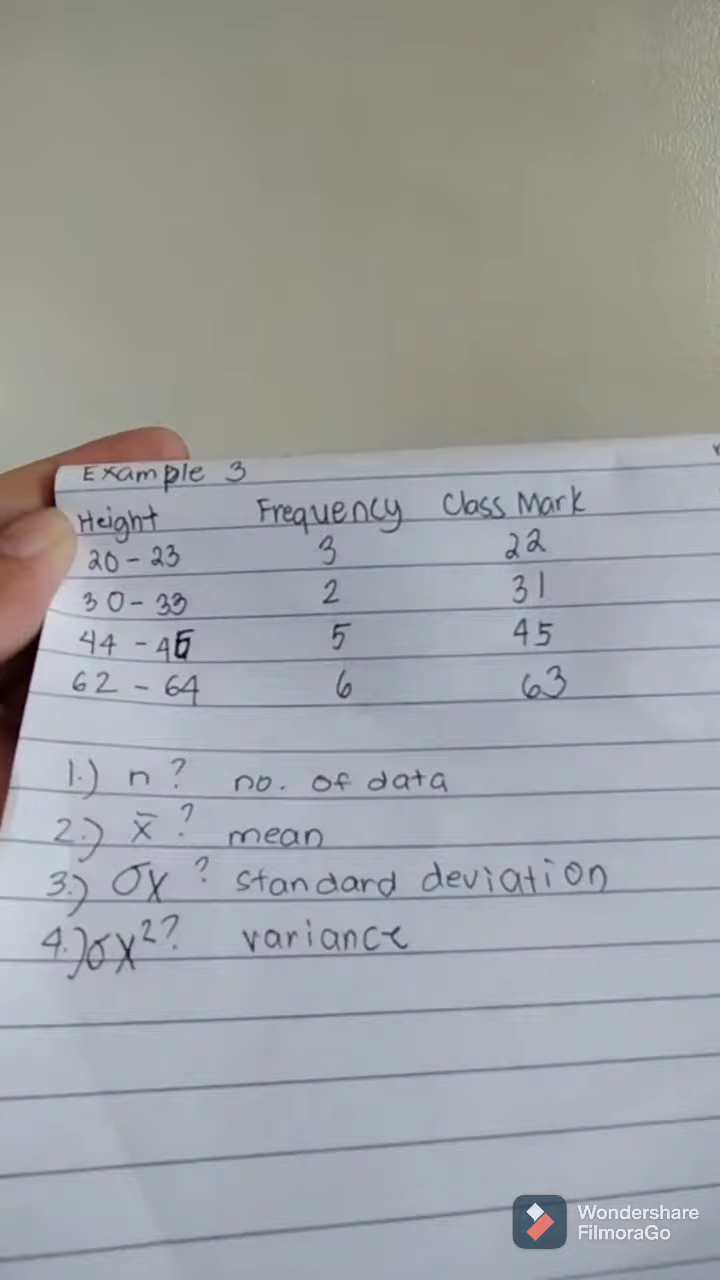 Example 3
Height Frequency Class Mark
20 - 23 3 22
30 - 33 2 31
44 - 46 5 45
62 - 64 6 63
1.) n? no. of data
2.) x̄? mean
3.) σx? standard deviation
4.) σx²? variance
Wondershare
FilmoraGo